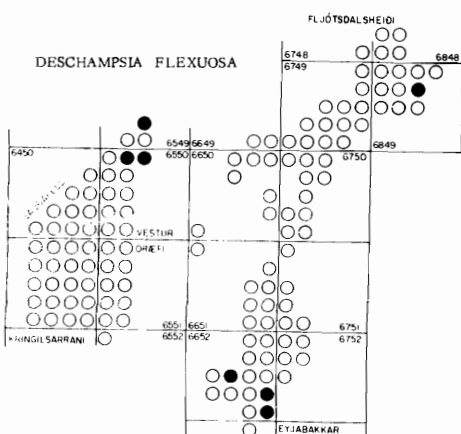 FLJÓTSDALSHEIÐI
DESCHAMPSIA FLEXUOSA
6748 6848
6749
6450 6549 6649
6550 6650 6750 6849
VESTUR
ÖRÆFI
6551 6651 6751
KRINGILSÁRRANI 6552 6652 6752
EYJABAKKAR